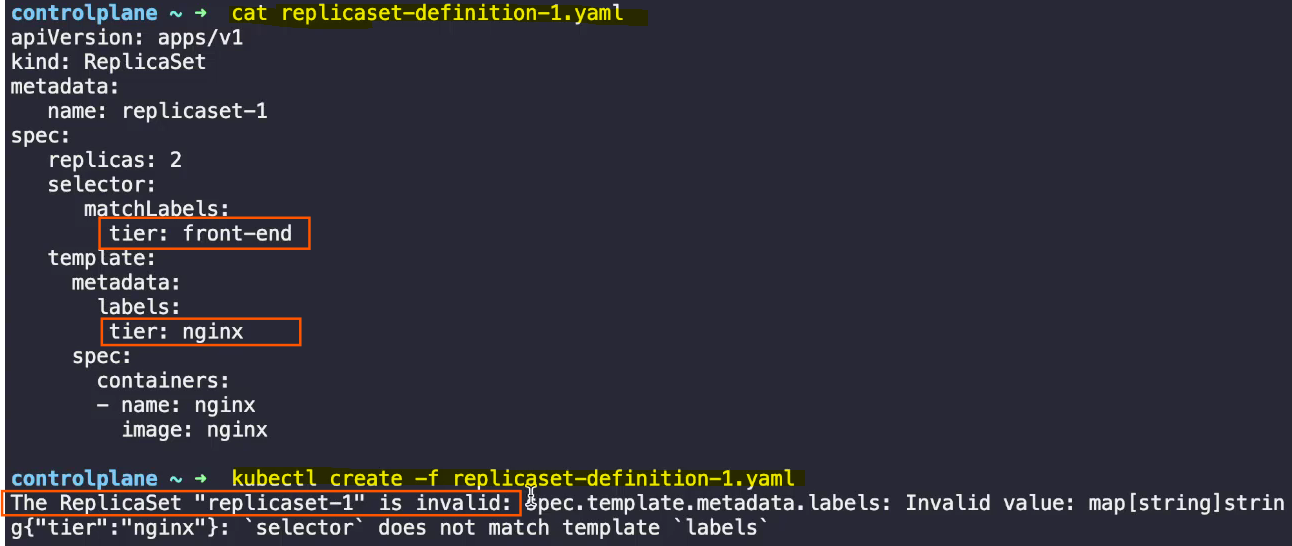 controlplane ~ → cat replicaset-definition-1.yaml
apiVersion: apps/v1
kind: ReplicaSet
metadata:
   name: replicaset-1
spec:
   replicas: 2
   selector:
      matchLabels:
        tier: front-end
   template:
     metadata:
       labels:
        tier: nginx
     spec:
       containers:
       - name: nginx
         image: nginx
controlplane ~ → kubectl create -f replicaset-definition-1.yaml
The ReplicaSet "replicaset-1" is invalid: spec.template.metadata.labels: Invalid value: map[string]strin
g{"tier":"nginx"}: `selector` does not match template `labels`